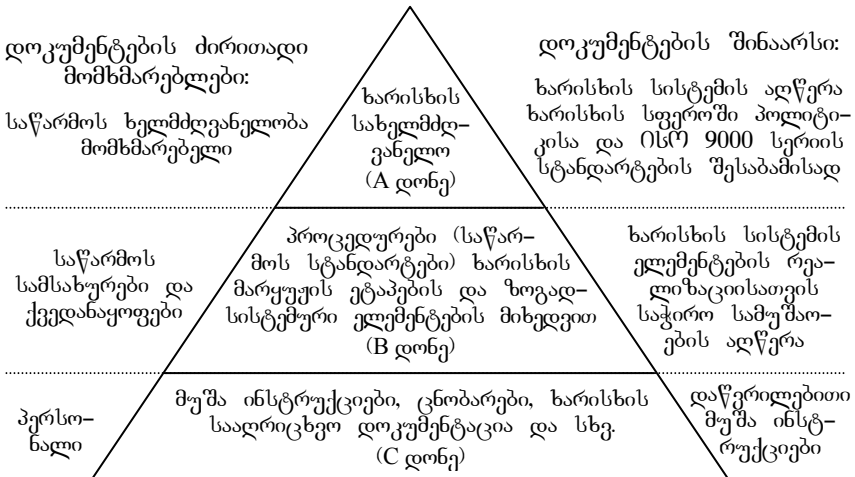 დოკუმენტების ძირითადი
მომხმარებლები:
საწარმოს ხელმძღვანელობა
მომხმარებელი
ხარისხის
სახელმძღ-
ვანელო
(A დონე)
დოკუმენტების შინაარსი:
ხარისხის სისტემის აღწერა
ხარისხის სფეროში პოლიტი-
კისა და ისო 9000 სერიის
სტანდარტების შესაბამისად
საწარმოს
სამსახურები და
ქვედანაყოფები
პროცედურები (საწარ-
მოს სტანდარტები) ხარისხის
მარყუჟის ეტაპების და ზოგად-
სისტემური ელემენტების მიხედვით
(B დონე)
ხარისხის სისტემის
ელემენტების რეა-
ლიზაციისათვის
საჭირო სამუშაო-
ების აღწერა
პერსო-
ნალი
მუშა ინსტრუქციები, ცნობარები, ხარისხის
სააღრიცხვო დოკუმენტაცია და სხვ.
(C დონე)
დაწვრილებითი
მუშა ინსტ-
რუქციები